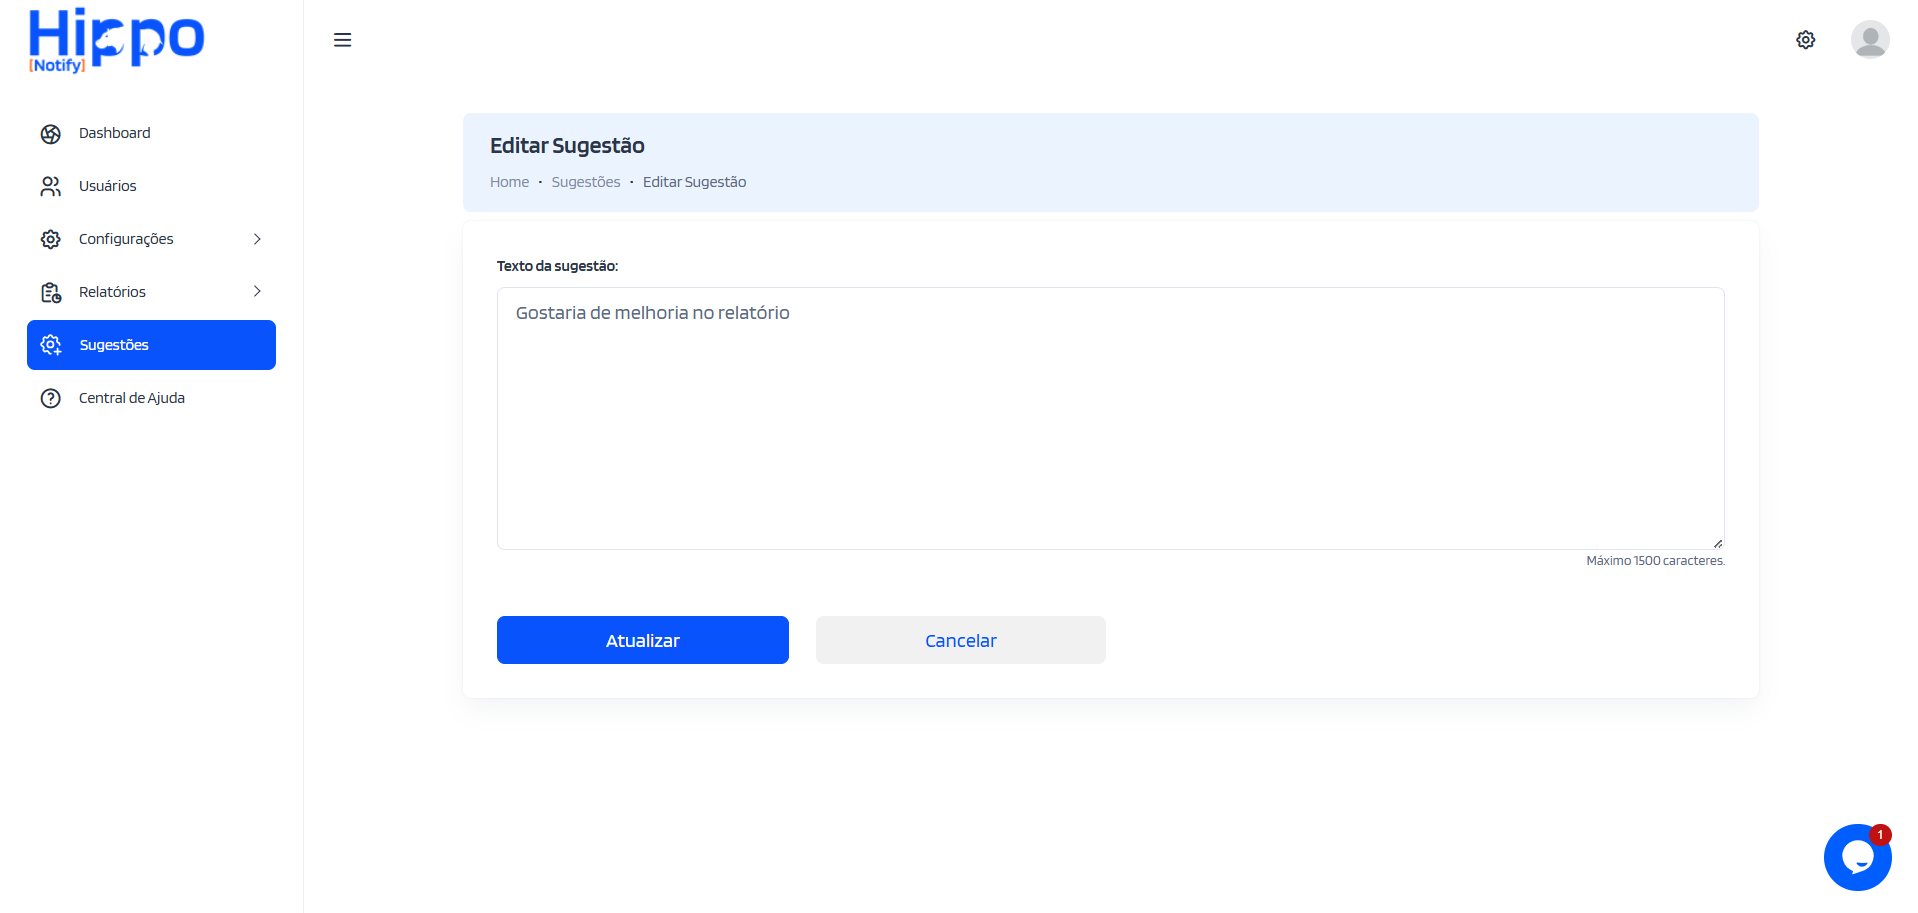 Hippo
[Notify]
Dashboard
Usuários
Configurações
Relatórios
Sugestões
Central de Ajuda
Editar Sugestão
Home • Sugestões • Editar Sugestão
Texto da sugestão:
Gostaria de melhoria no relatório
Máximo 1500 caracteres.
Atualizar
Cancelar
1